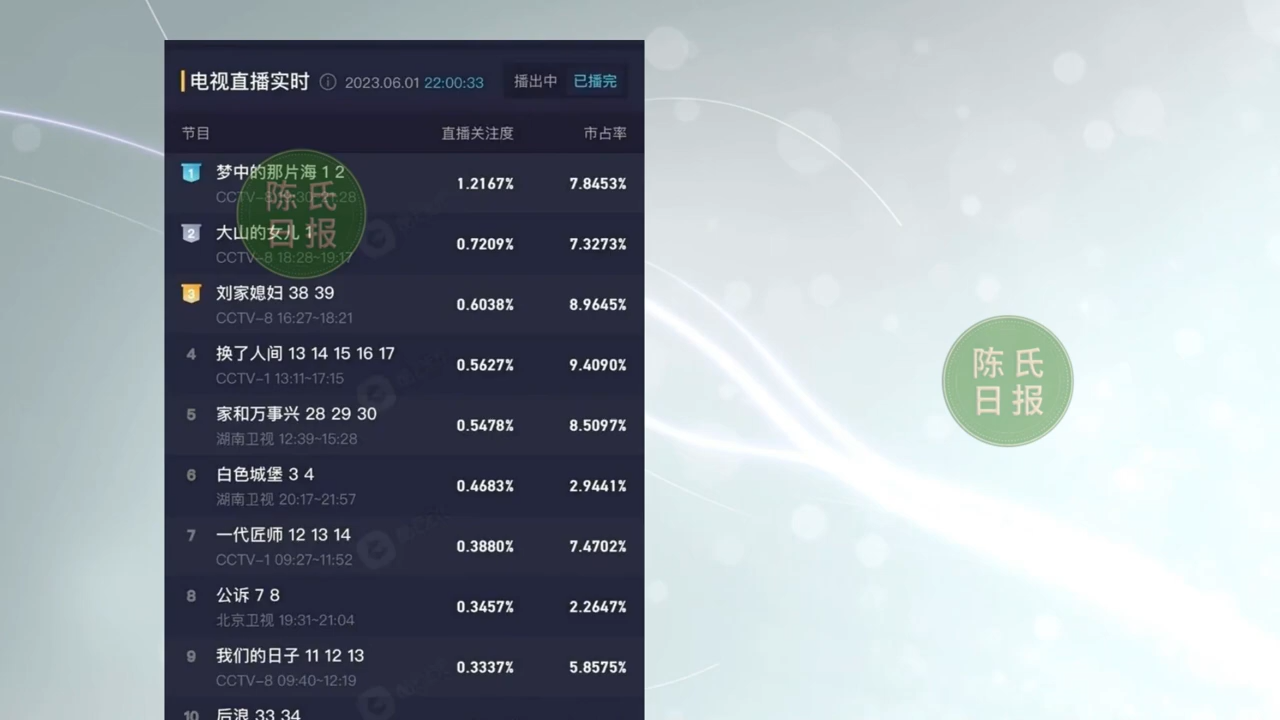 电视直播实时 2023.06.01 22:00:33 播出中 已播完
节目 直播关注度 市占率
1 梦中的那片海 1 2 1.2167% 7.8453%
陈氏
日报
2 大山的女儿 1 0.7209% 7.3273%
CCTV-8 18:28~19:17
3 刘家媳妇 38 39 0.6038% 8.9645%
CCTV-8 16:27~18:21
4 换了人间 13 14 15 16 17 0.5627% 9.4090%
CCTV-1 13:11~17:15
陈氏
日报
5 家和万事兴 28 29 30 0.5478% 8.5097%
湖南卫视 12:39~15:28
6 白色城堡 3 4 0.4683% 2.9441%
湖南卫视 20:17~21:57
7 一代匠师 12 13 14 0.3880% 7.4702%
CCTV-1 09:27~11:52
8 公诉 7 8 0.3457% 2.2647%
北京卫视 19:31~21:04
9 我们的日子 11 12 13 0.3337% 5.8575%
CCTV-8 09:40~12:19
10 后浪 33 34